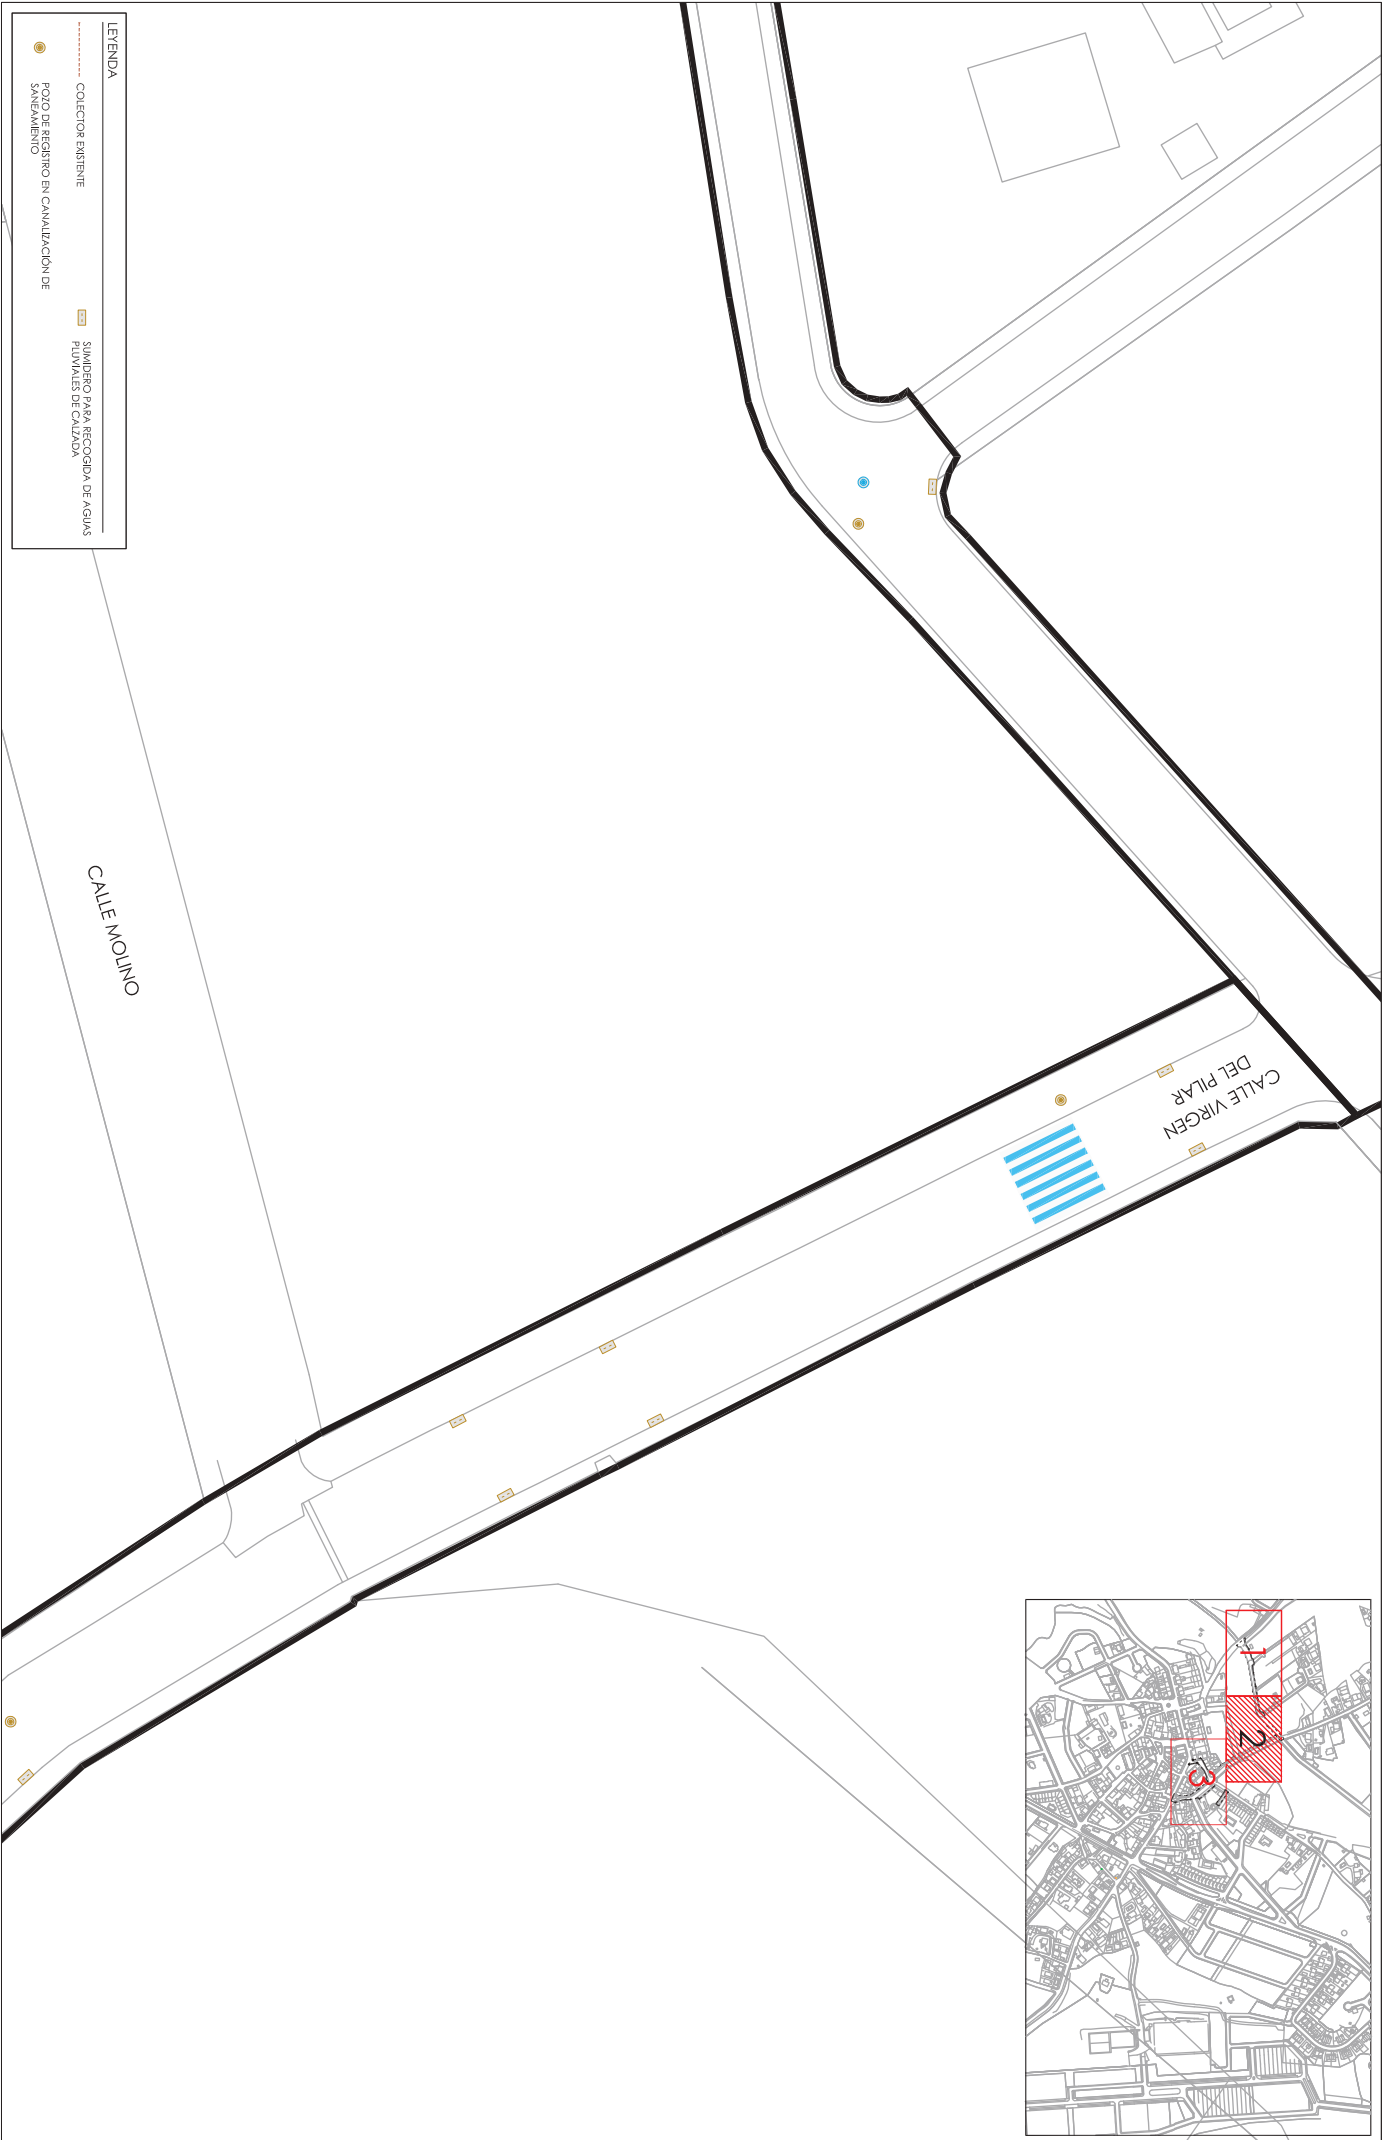 LEYENDA
COLECTOR EXISTENTE
SUMIDERO PARA RECOGIDA DE AGUAS
PLUVIALES DE CALZADA
POZO DE REGISTRO EN CANALIZACIÓN DE
SANEAMIENTO
CALLE MOLINO
CALLE VIRGEN
DEL PILAR
1
2
3